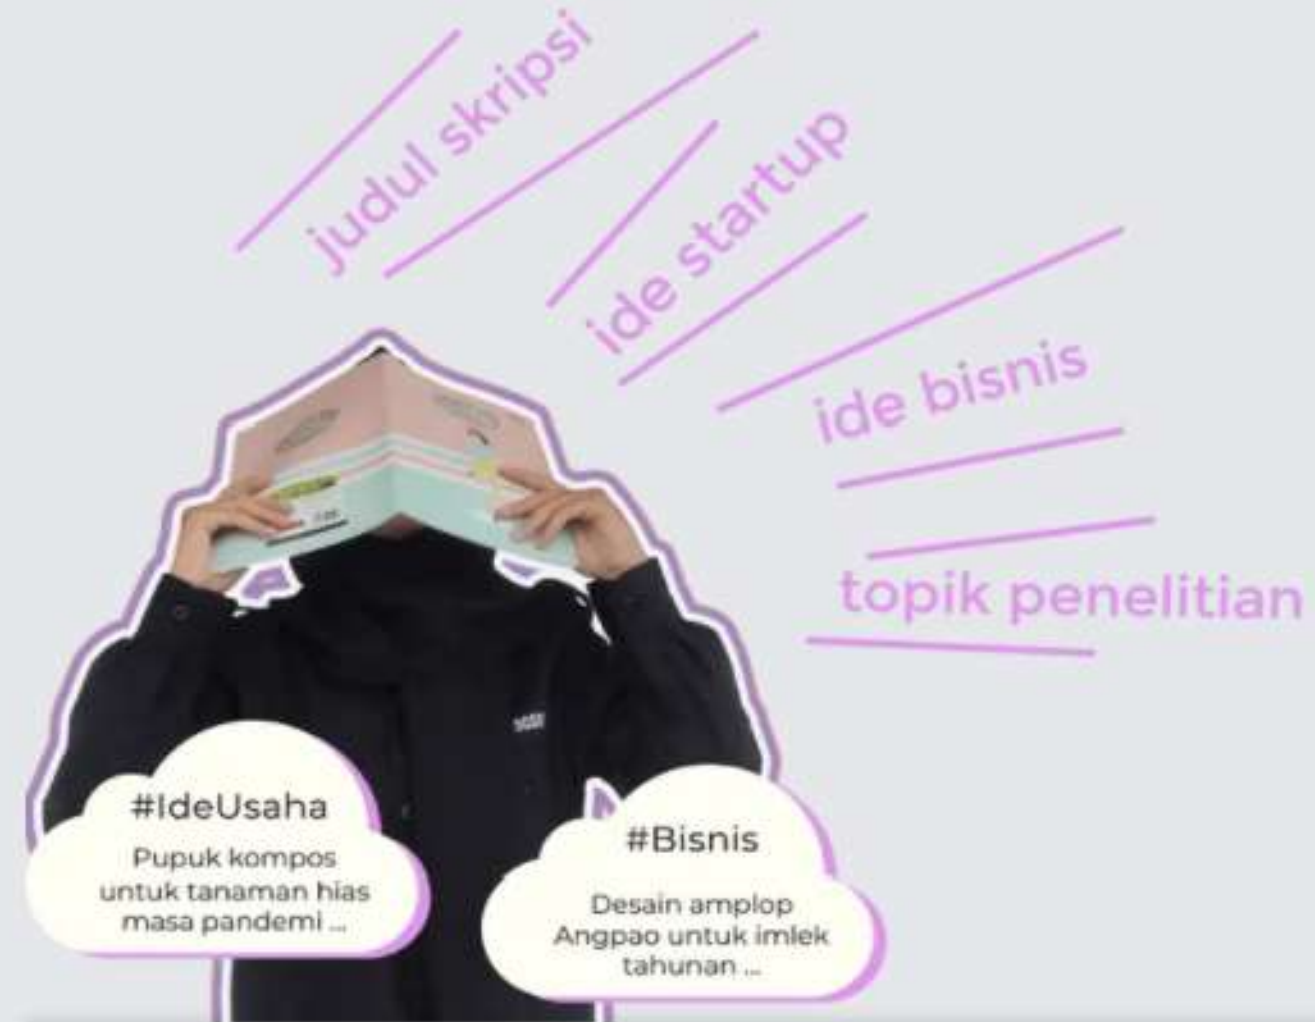 judul skripsi
ide startup
ide bisnis
topik penelitian
#IdeUsaha
Pupuk kompos
untuk tanaman hias
masa pandemi ...
#Bisnis
Desain amplop
Angpao untuk imlek
tahunan ...